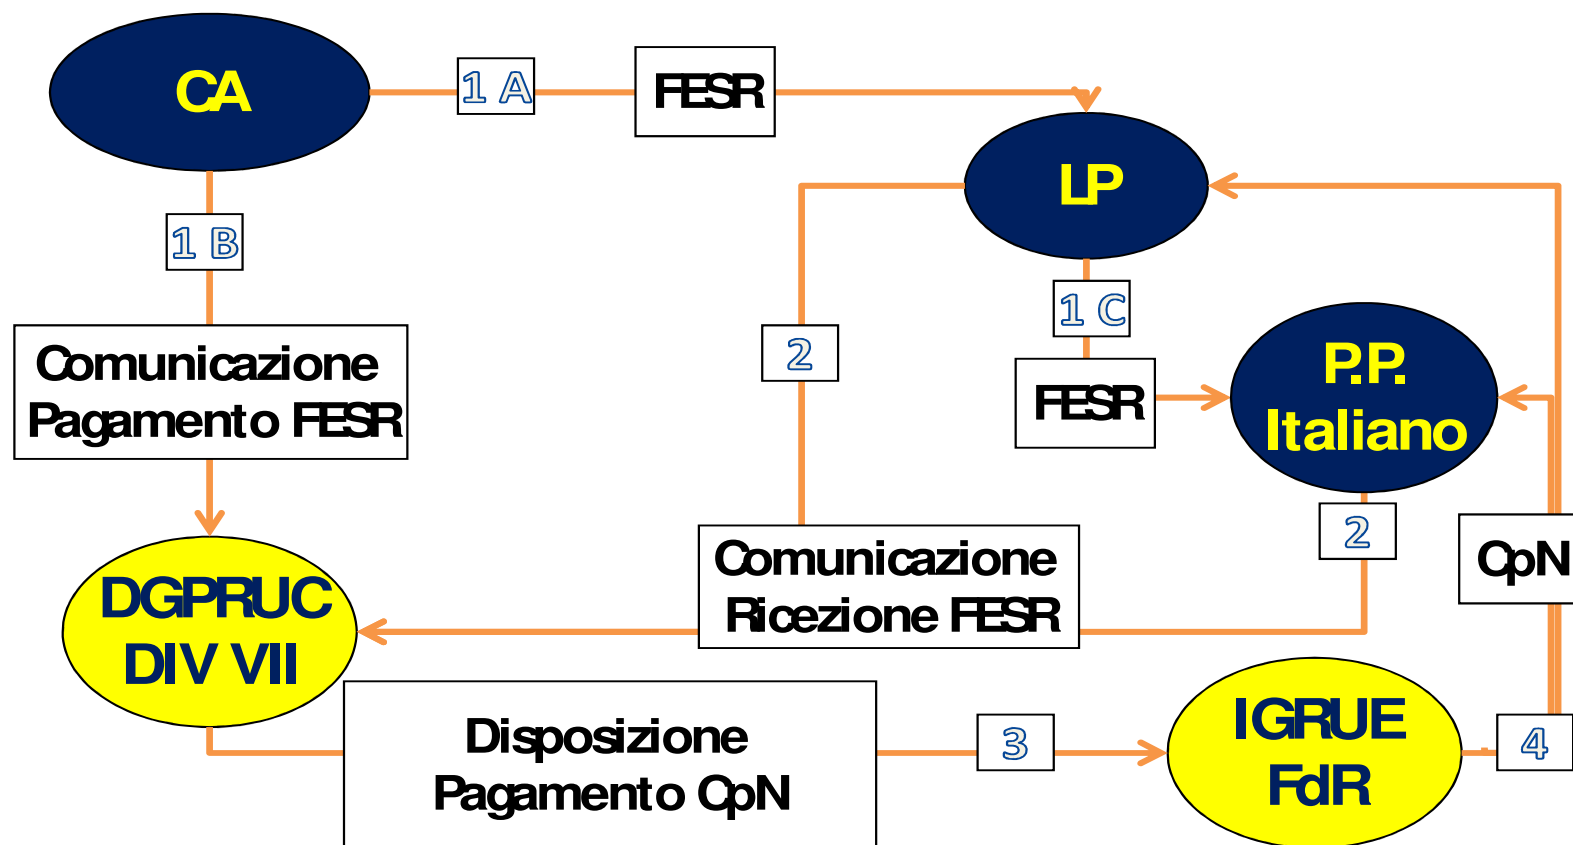 CA
1 A
FESR
LP
1 B
1 C
2
Comunicazione
Pagamento FESR
FESR
P.P.
Italiano
2
CpN
Comunicazione
Ricezione FESR
DGPRUC
DIV VII
Disposizione
Pagamento CpN
3
IGRUE
FdR
4